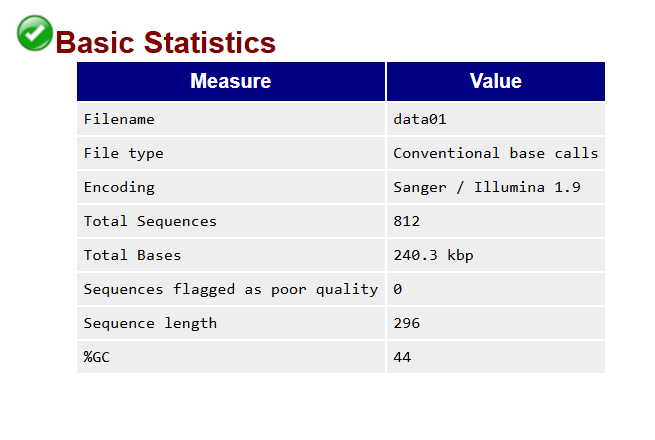 Basic Statistics
Measure Value
Filename data01
File type Conventional base calls
Encoding Sanger / Illumina 1.9
Total Sequences 812
Total Bases 240.3 kbp
Sequences flagged as poor quality 0
Sequence length 296
%GC 44